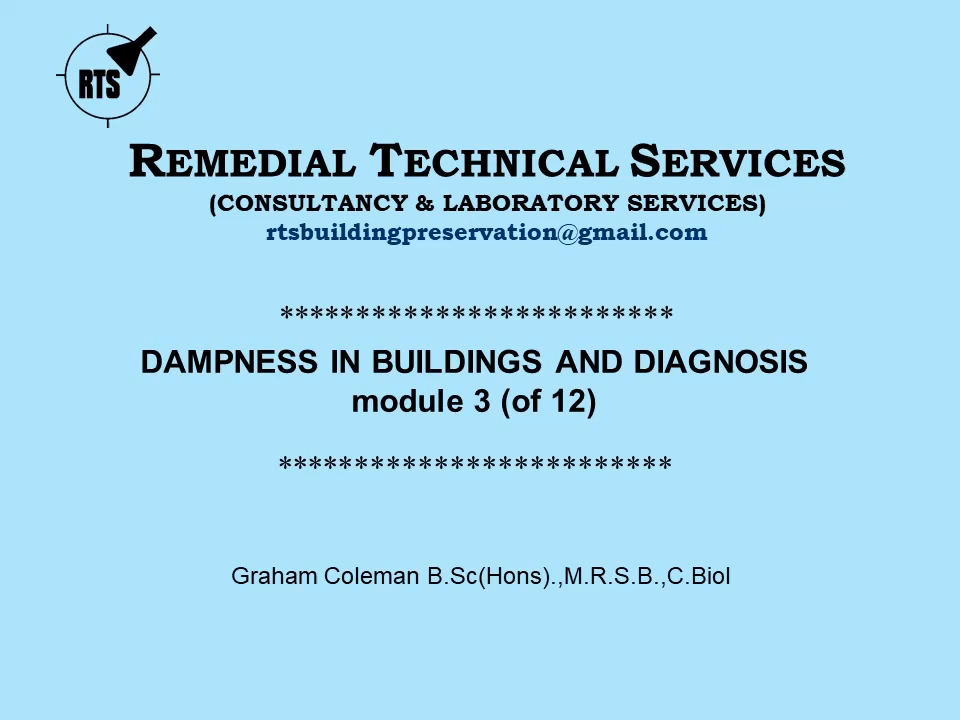 RTS
REMEDIAL TECHNICAL SERVICES
(CONSULTANCY & LABORATORY SERVICES)
rtsbuildingpreservation@gmail.com
*************************
DAMPNESS IN BUILDINGS AND DIAGNOSIS
module 3 (of 12)
*************************
Graham Coleman B.Sc(Hons).,M.R.S.B.,C.Biol